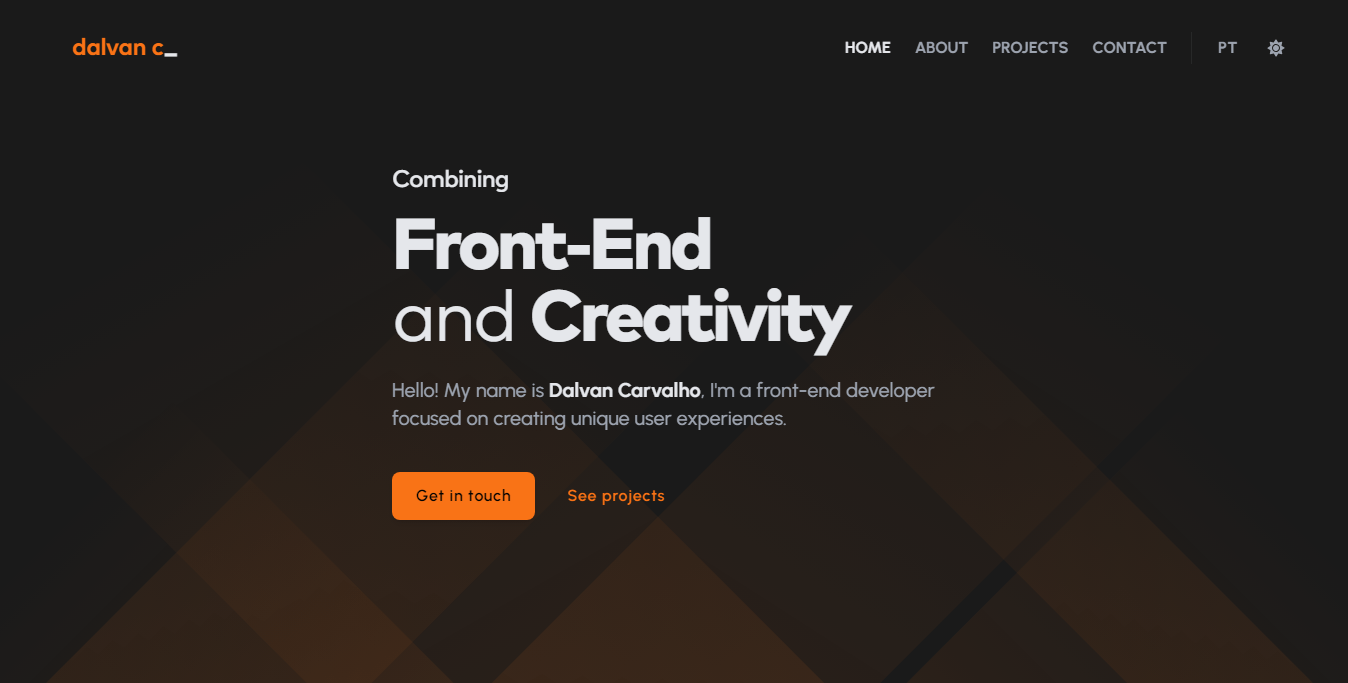 dalvan c_
HOME ABOUT PROJECTS CONTACT PT
Combining
Front-End
and Creativity
Hello! My name is Dalvan Carvalho, I'm a front-end developer
focused on creating unique user experiences.
Get in touch See projects